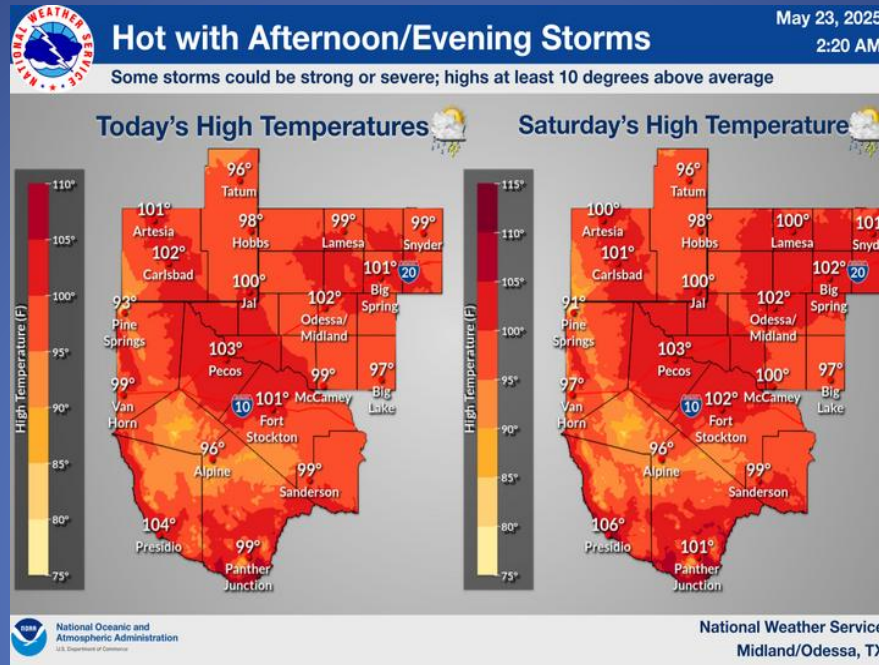 NATIONAL WEATHER SERVICE
Hot with Afternoon/Evening Storms
May 23, 2025
2:20 AM
Some storms could be strong or severe; highs at least 10 degrees above average
Today's High Temperatures
110°
105°
100°
95°
90°
85°
80°
75°
High Temperature (F)
96°
Tatum
101°
Artesia
98°
Hobbs
99°
Lamesa
99°
Snyder
102°
Carlsbad
100°
Jal
101°
Big
Spring
20
93°
Pine
Springs
102°
Odessa/
Midland
103°
Pecos
99°
McCamey
97°
Big
Lake
99°
Van
Horn
10
101°
Fort
Stockton
96°
Alpine
99°
Sanderson
104°
Presidio
99°
Panther
Junction
Saturday's High Temperature
115°
110°
105°
100°
95°
90°
85°
80°
75°
High Temperature (F)
96°
Tatum
100°
Artesia
98°
Hobbs
100°
Lamesa
101
Snyd
101°
Carlsbad
100°
Jal
102°
Big
Spring
20
91°
Pine
Springs
102°
Odessa/
Midland
103°
Pecos
100°
McCamey
97°
Big
Lake
97°
Van
Horn
10
102°
Fort
Stockton
96°
Alpine
99°
Sanderson
106°
Presidio
101°
Panther
Junction
NOAA
National Oceanic and
Atmospheric Administration
U.S. Department of Commerce
National Weather Service
Midland/Odessa, TX